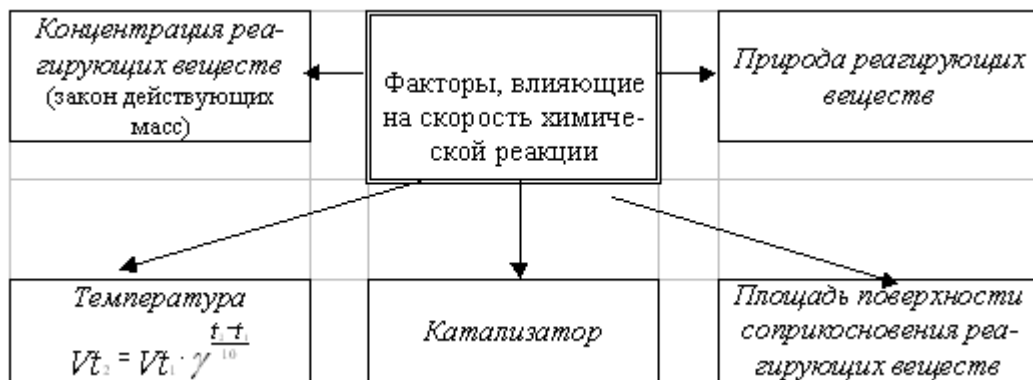 Концентрация реа-
гирующих веществ
(закон действующих
масс)
Факторы, влияющие
на скорость химиче-
ской реакции
Природа реагирующих
веществ
Температура
Vt₂ = Vt₁ · γ^((t₂-t₁)/10)
Катализатор
Площадь поверхности
соприкосновения реа-
гирующих веществ